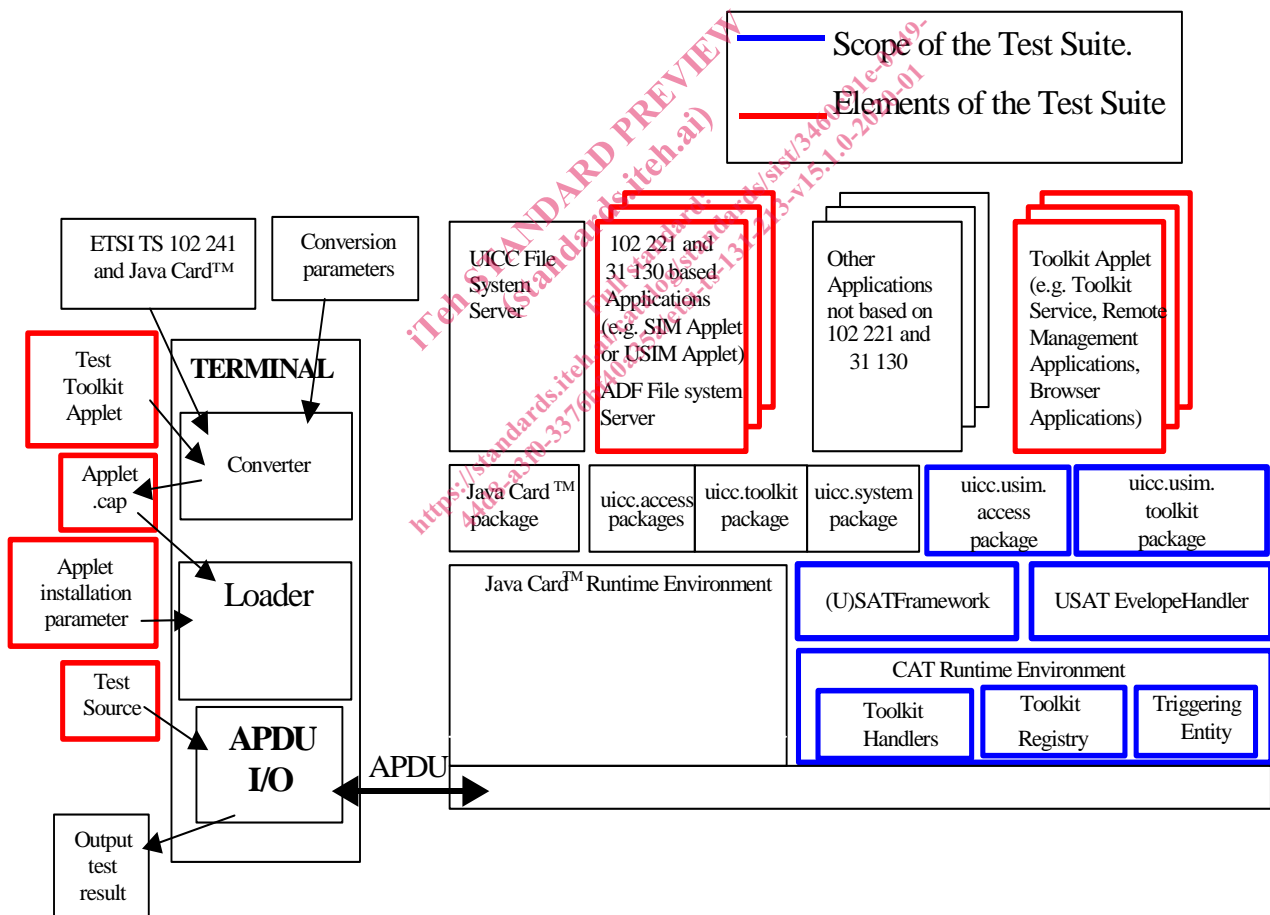 Scope of the Test Suite.
Elements of the Test Suite
iTeh STANDARD PREVIEW
(standards.iteh.ai)
Full standard:
ETSI TS 102 241
and Java Card™
Conversion
parameters
UICC File
System
Server
102 221 and
31 130 based
Applications
(e.g. SIM Applet
or USIM Applet)
ADF File system
Server
Other
Applications
not based on
102 221 and
31 130
Toolkit Applet
(e.g. Toolkit
Service, Remote
Management
Applications,
Browser
Applications)
Test
Toolkit
Applet
TERMINAL
Converter
Applet
.cap
Java Card ™
package
uicc.access
packages
uicc.toolkit
package
uicc.system
package
uicc.usim.
access
package
uicc.usim.
toolkit
package
Applet
installation
parameter
Loader
Java Card™ Runtime Environment
(U)SATFramework
USAT EvelopeHandler
CAT Runtime Environment
Toolkit
Handlers
Toolkit
Registry
Triggering
Entity
Test
Source
APDU
I/O
APDU
Output
test
result